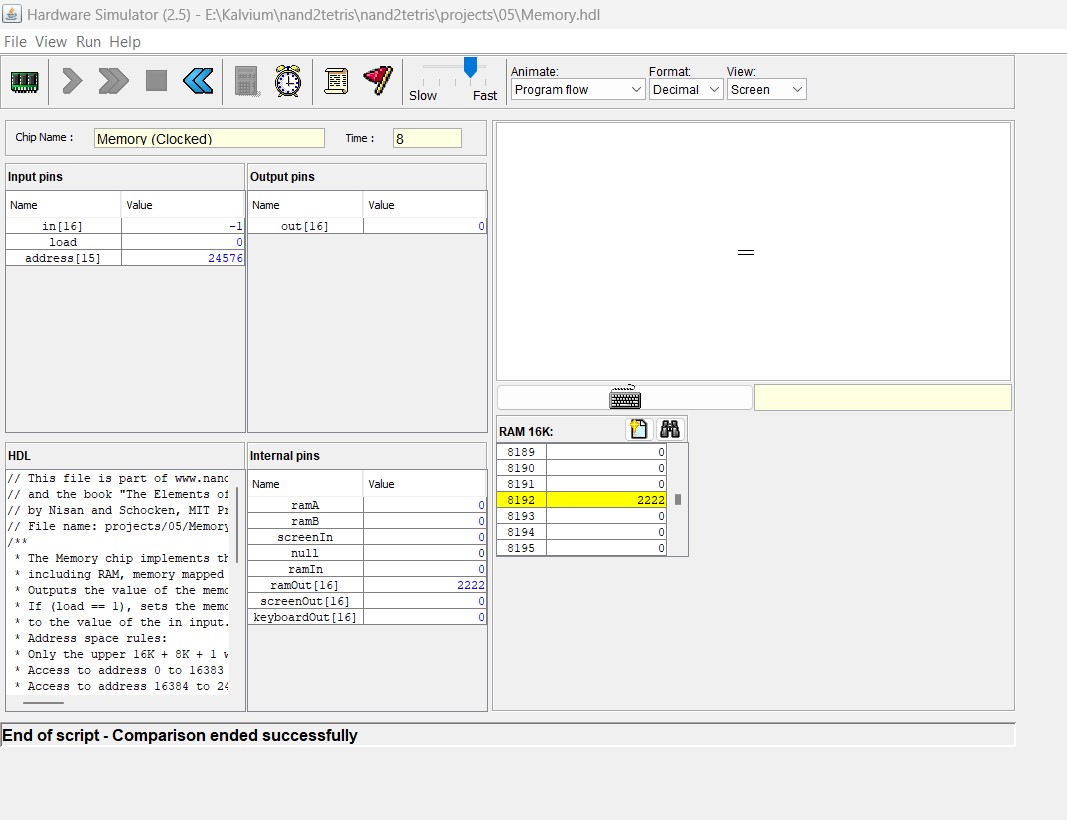 Hardware Simulator (2.5) - E:\Kalvium\nand2tetris\nand2tetris\projects\05\Memory.hdl
File View Run Help
Slow Fast
Animate: Format: View:
Program flow Decimal Screen
Chip Name : Memory (Clocked) Time : 8
Input pins
Name Value
in[16] -1
load 0
address[15] 24576
Output pins
Name Value
out[16] 0
HDL
// This file is part of www.nand
// and the book "The Elements of
// by Nisan and Schocken, MIT Pr
// File name: projects/05/Memory
/**
* The Memory chip implements th
* including RAM, memory mapped
* Outputs the value of the memo
* If (load == 1), sets the memo
* to the value of the in input.
* Address space rules:
* Only the upper 16K + 8K + 1 w
* Access to address 0 to 16383
* Access to address 16384 to 24
Internal pins
Name Value
ramA 0
ramB 0
screenIn 0
null 0
ramIn 0
ramOut[16] 2222
screenOut[16] 0
keyboardOut[16] 0
RAM 16K:
8189 0
8190 0
8191 0
8192 2222
8193 0
8194 0
8195 0
End of script - Comparison ended successfully